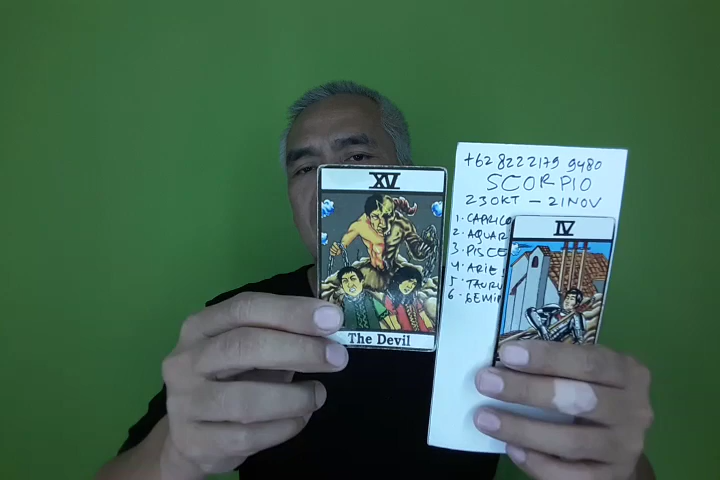 XV
The Devil
+62 8222179 9480
SCORPIO
23 OKT - 21 NOV
1. CAPRICO
2. AQUAR
3. PISCE
4. ARIE
5. TAURU
6. GEMIN
IV